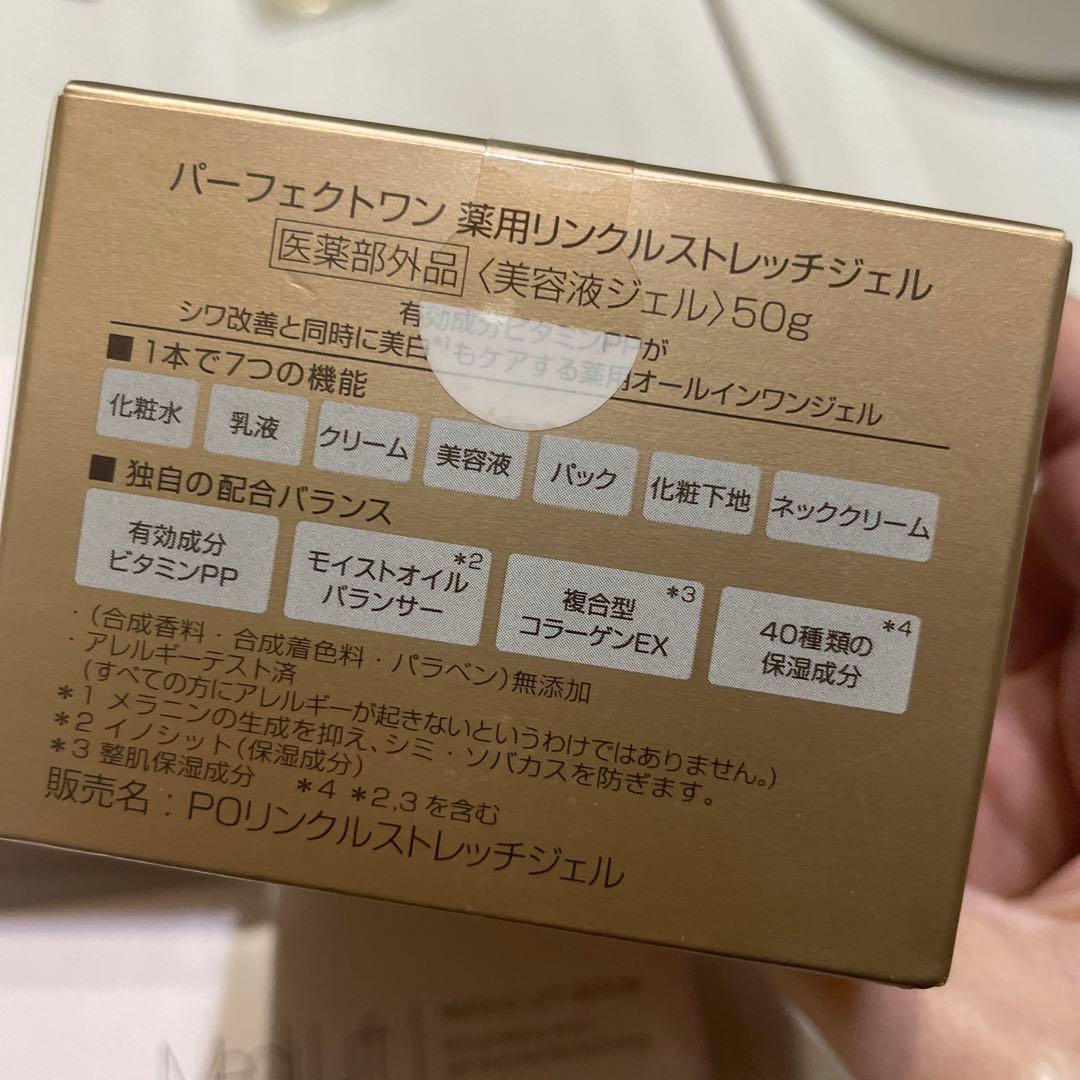 パーフェクトワン 薬用リンクルストレッチジェル
医薬部外品〈美容液ジェル〉50g
有効成分ビタミンPPが
シワ改善と同時に美白*1もケアする薬用オールインワンジェル
■ 1本で7つの機能
化粧水 乳液 クリーム 美容液 パック 化粧下地 ネッククリーム
■ 独自の配合バランス
有効成分
ビタミンPP
モイストオイル*2
バランサー
複合型*3
コラーゲンEX
40種類の*4
保湿成分
・(合成香料・合成着色料・パラベン)無添加
・アレルギーテスト済
(すべての方にアレルギーが起きないというわけではありません。)
*1 メラニンの生成を抑え、シミ・ソバカスを防ぎます。
*2 イノシット(保湿成分)
*3 整肌保湿成分 *4 *2,3 を含む
販売名：POリンクルストレッチジェル